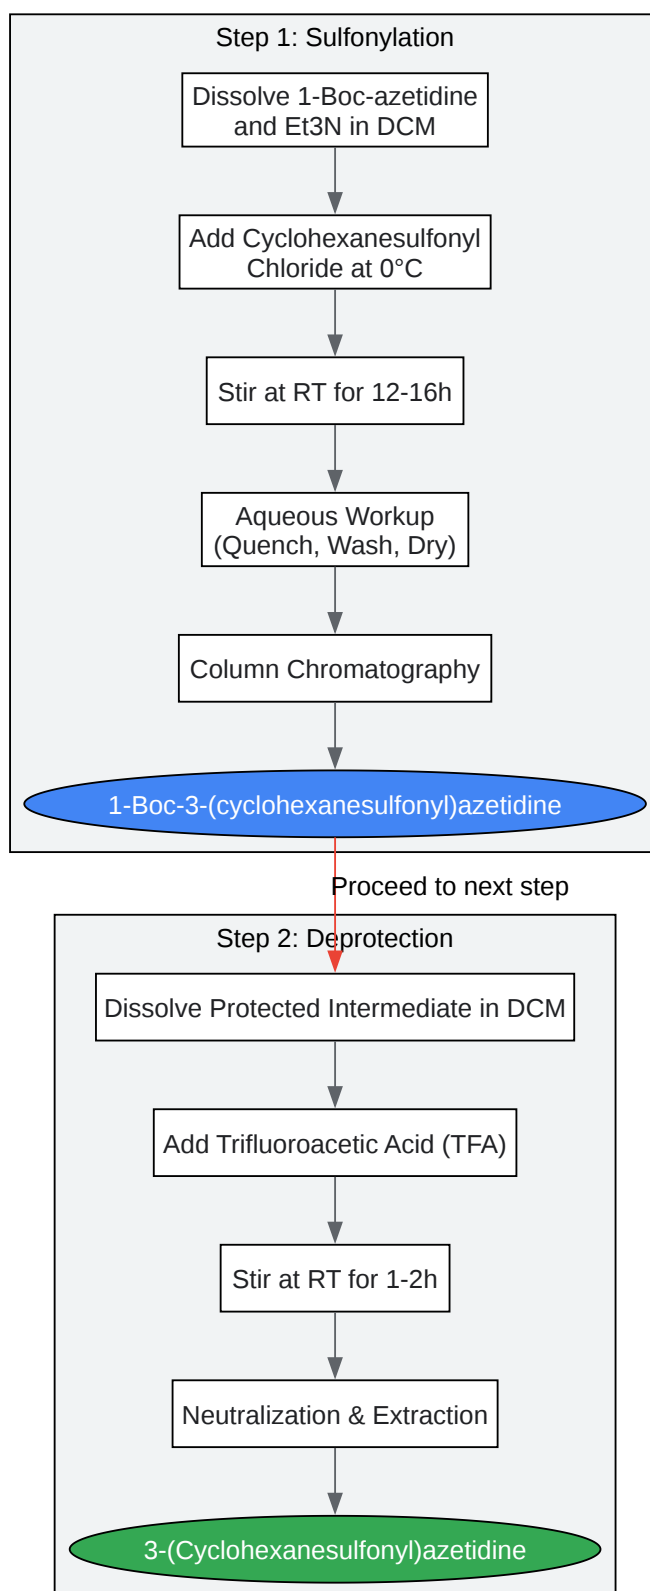 Step 1: Sulfonylation
Dissolve 1-Boc-azetidine
and Et3N in DCM
Add Cyclohexanesulfonyl
Chloride at 0°C
Stir at RT for 12-16h
Aqueous Workup
(Quench, Wash, Dry)
Column Chromatography
1-Boc-3-(cyclohexanesulfonyl)azetidine
Proceed to next step
Step 2: Deprotection
Dissolve Protected Intermediate in DCM
Add Trifluoroacetic Acid (TFA)
Stir at RT for 1-2h
Neutralization & Extraction
3-(Cyclohexanesulfonyl)azetidine